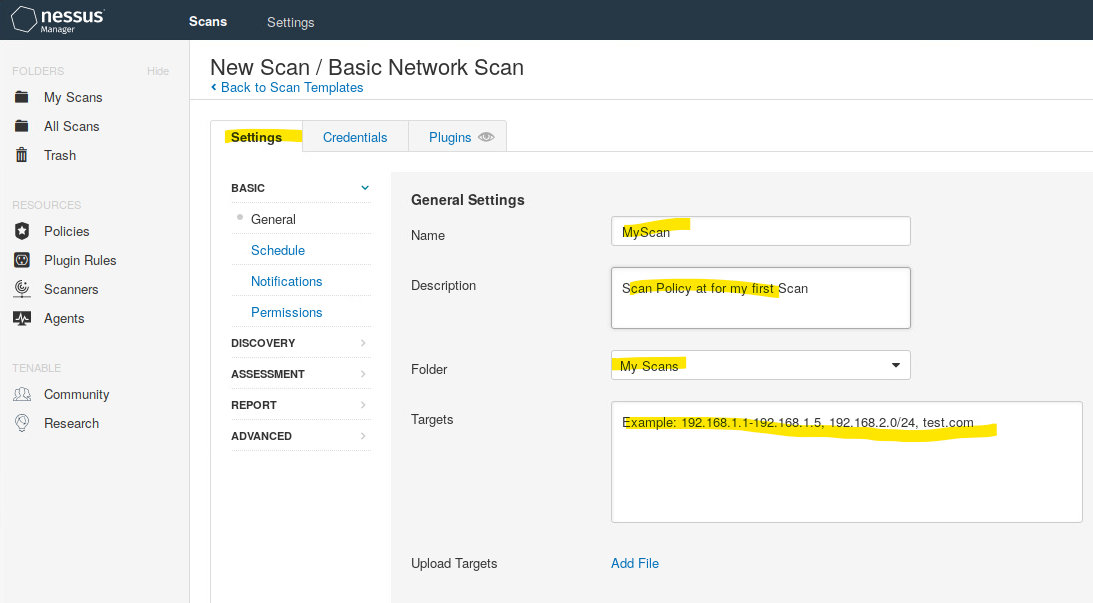 nessus
Manager
Scans
Settings
FOLDERS
Hide
My Scans
All Scans
Trash
RESOURCES
Policies
Plugin Rules
Scanners
Agents
TENABLE
Community
Research
New Scan / Basic Network Scan
Back to Scan Templates
Settings
Credentials
Plugins
BASIC
General
Schedule
Notifications
Permissions
DISCOVERY
ASSESSMENT
REPORT
ADVANCED
General Settings
Name
MyScan
Description
Scan Policy at for my first Scan
Folder
My Scans
Targets
Example: 192.168.1.1-192.168.1.5, 192.168.2.0/24, test.com
Upload Targets
Add File